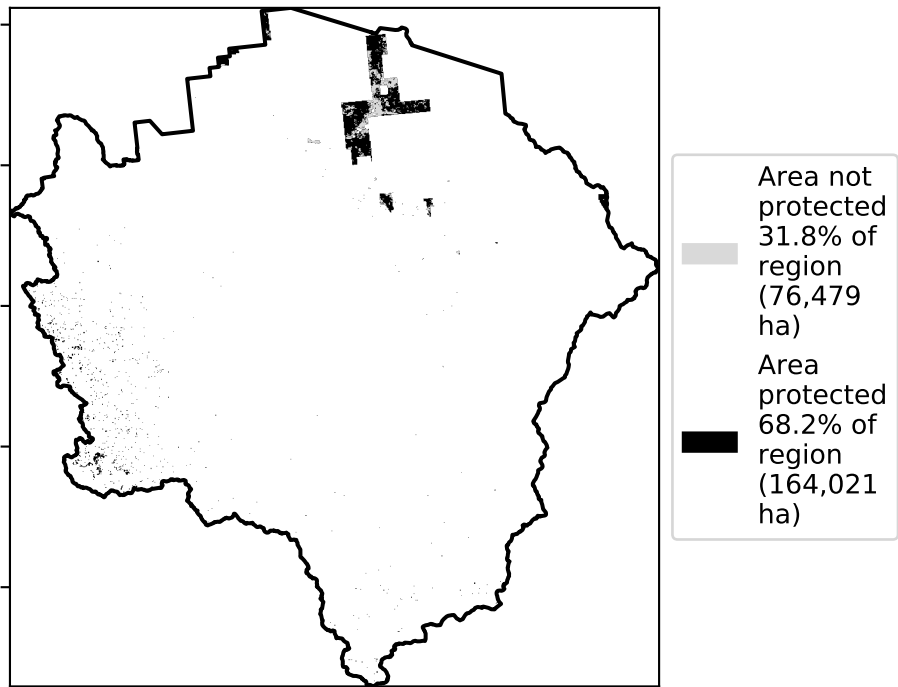 Area not
protected
31.8% of
region
(76,479
ha)
Area
protected
68.2% of
region
(164,021
ha)